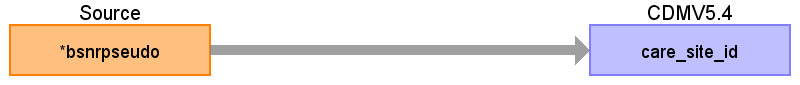 Source
CDMV5.4
*bsnrpseudo
care_site_id